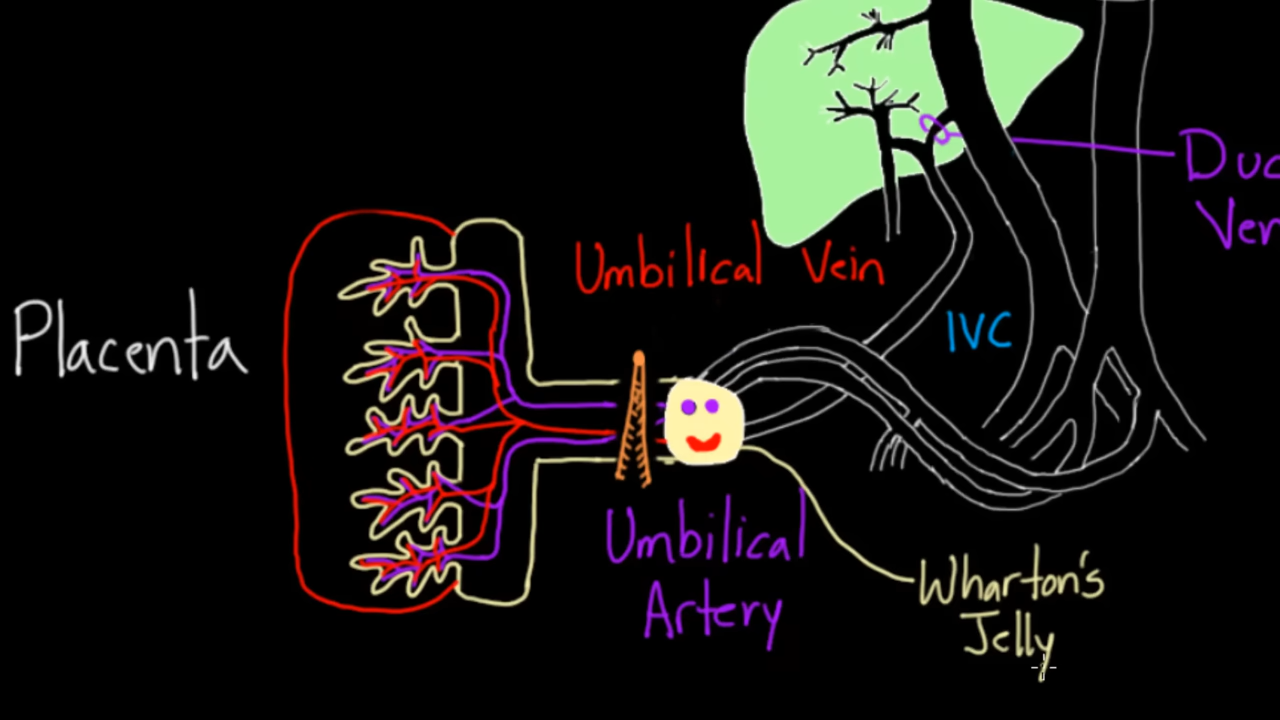 Placenta
Umbilical Vein
Umbilical
Artery
IVC
Wharton's
Jelly